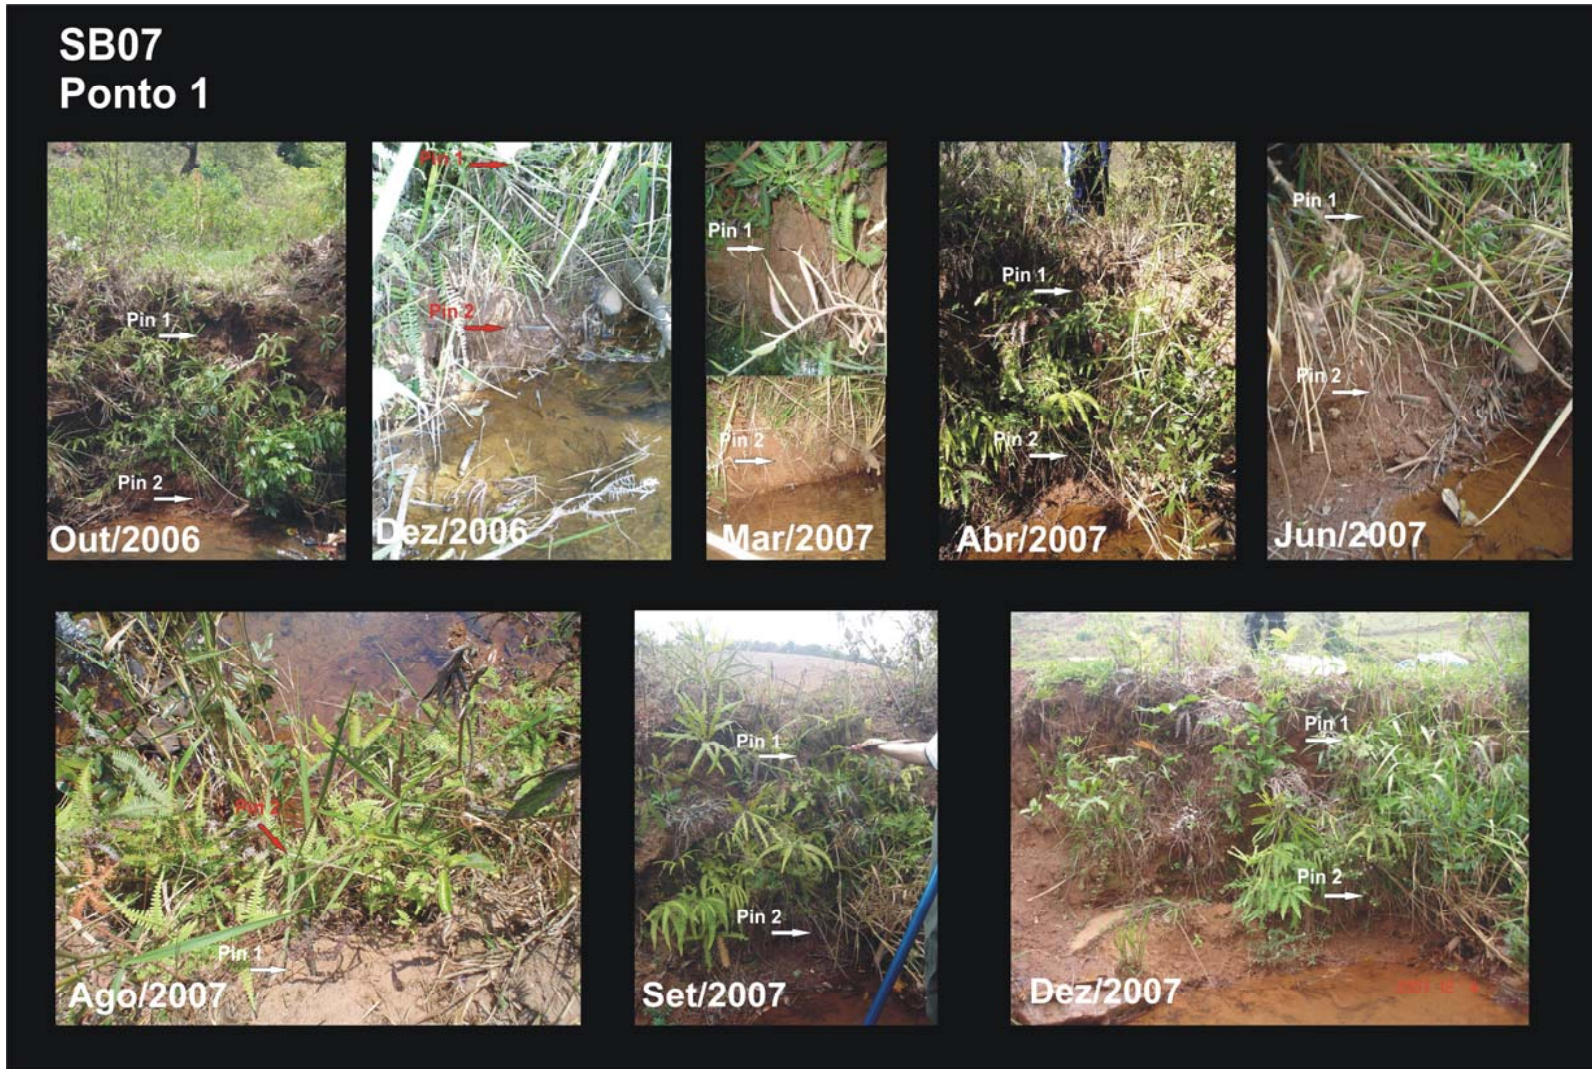 SB07
Ponto 1
Pin 1
Pin 2
Out/2006
Pin 1
Pin 2
Dez/2006
Pin 1
Pin 2
Mar/2007
Pin 1
Pin 2
Abr/2007
Pin 1
Pin 2
Jun/2007
Pin 2
Pin 1
Ago/2007
Pin 1
Pin 2
Set/2007
Pin 1
Pin 2
Dez/2007